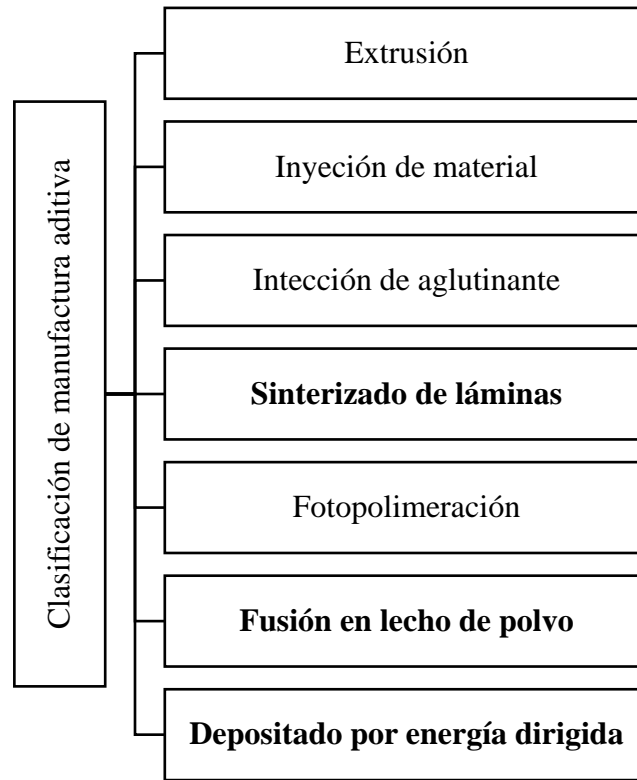 Clasificación de manufactura aditiva
Extrusión
Inyeción de material
Intección de aglutinante
Sinterizado de láminas
Fotopolimeración
Fusión en lecho de polvo
Depositado por energía dirigida